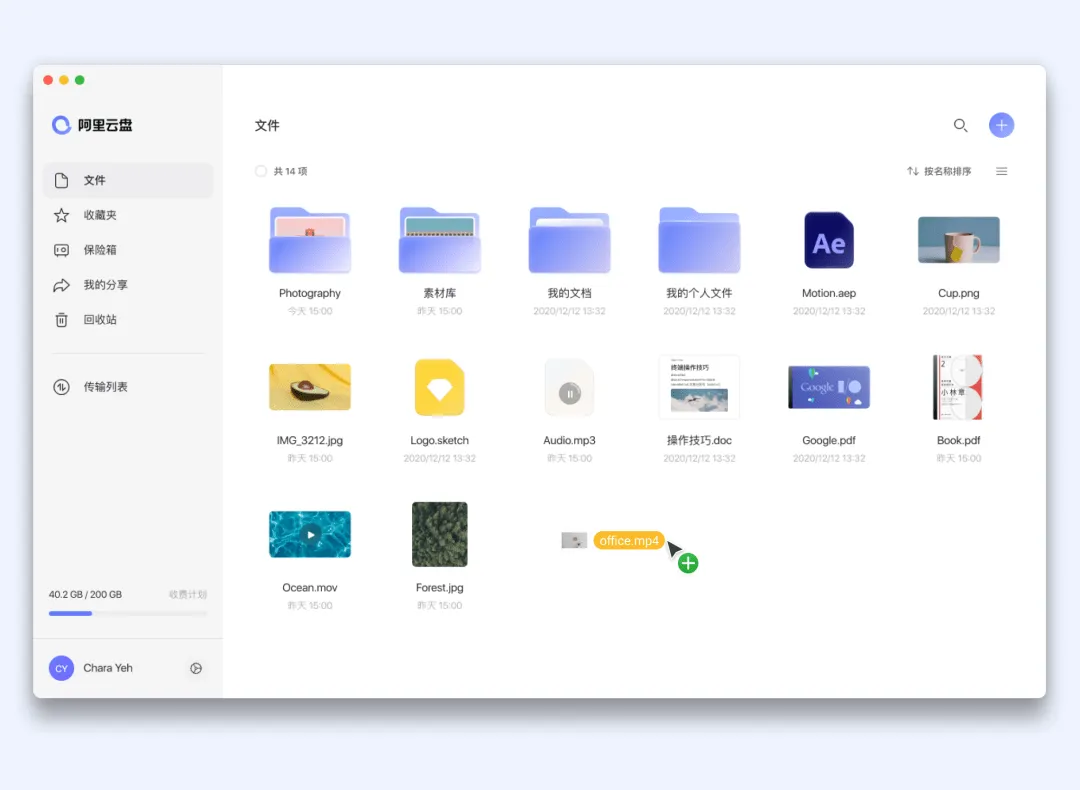 阿里云盘
文件
收藏夹
保险箱
我的分享
回收站
传输列表
40.2 GB / 200 GB 收费计划
CY Chara Yeh
文件
共 14 项 按名称排序
Photography 素材库 我的文档 我的个人文件 Ae Motion.aep Cup.png
今天 15:00 昨天 15:00 2020/12/12 13:32 2020/12/12 13:32 2020/12/12 13:32 2020/12/12 13:32
终端操作技巧
Google I/O
2
小林章
IMG_3212.jpg Logo.sketch Audio.mp3 操作技巧.doc Google.pdf Book.pdf
昨天 15:00 2020/12/12 13:32 昨天 15:00 2020/12/12 13:32 2020/12/12 13:32 昨天 15:00
office.mp4
Ocean.mov Forest.jpg
昨天 15:00 昨天 15:00